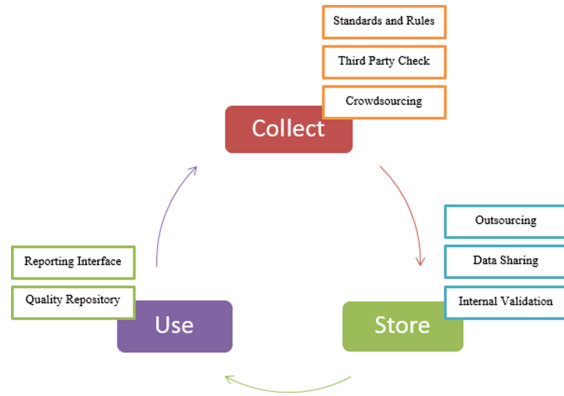 Standards and Rules
Third Party Check
Crowdsourcing
Collect
Outsourcing
Data Sharing
Internal Validation
Store
Reporting Interface
Quality Repository
Use